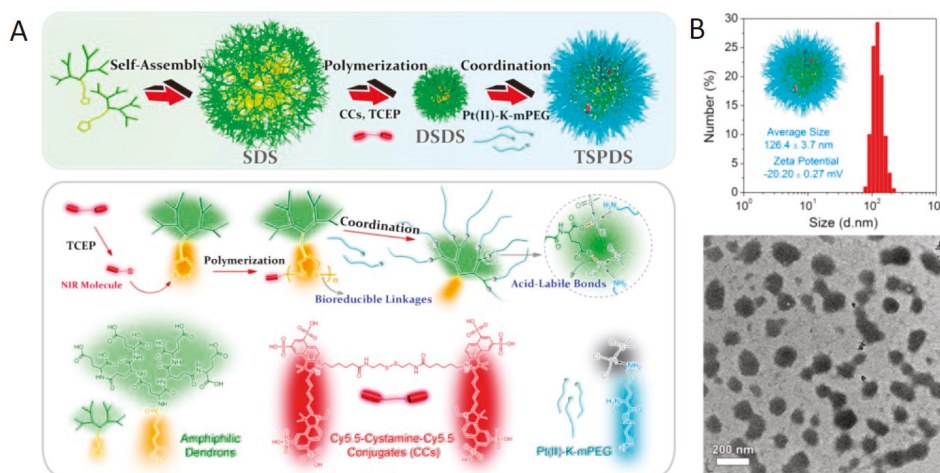 A
Self-Assembly
Polymerization
Coordination
CCs, TCEP
DSDS
Pt(II)-K-mPEG
SDS
TSPDS
TCEP
NIR Molecule
Polymerization
n
Coordination
Bioreducible Linkages
Acid-Labile Bonds
Amphiphilic
Dendrons
Cy5.5-Cystamine-Cy5.5
Conjugates (CCs)
Pt(II)-K-mPEG
B
Number (%)
30
25
20
15
10
5
0
Average Size
126.4 ± 3.7 nm
Zeta Potential
-20.20 ± 0.27 mV
10⁰ 10¹ 10² 10³ 10⁴
Size (d.nm)
200 nm